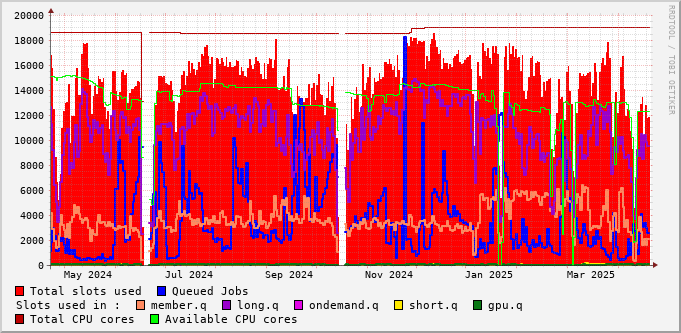 RRDTOOL / TOBI OETIKER
20000
18000
16000
14000
12000
10000
8000
6000
4000
2000
0
May 2024 Jul 2024 Sep 2024 Nov 2024 Jan 2025 Mar 2025
Total slots used Queued Jobs
Slots used in : member.q long.q ondemand.q short.q gpu.q
Total CPU cores Available CPU cores